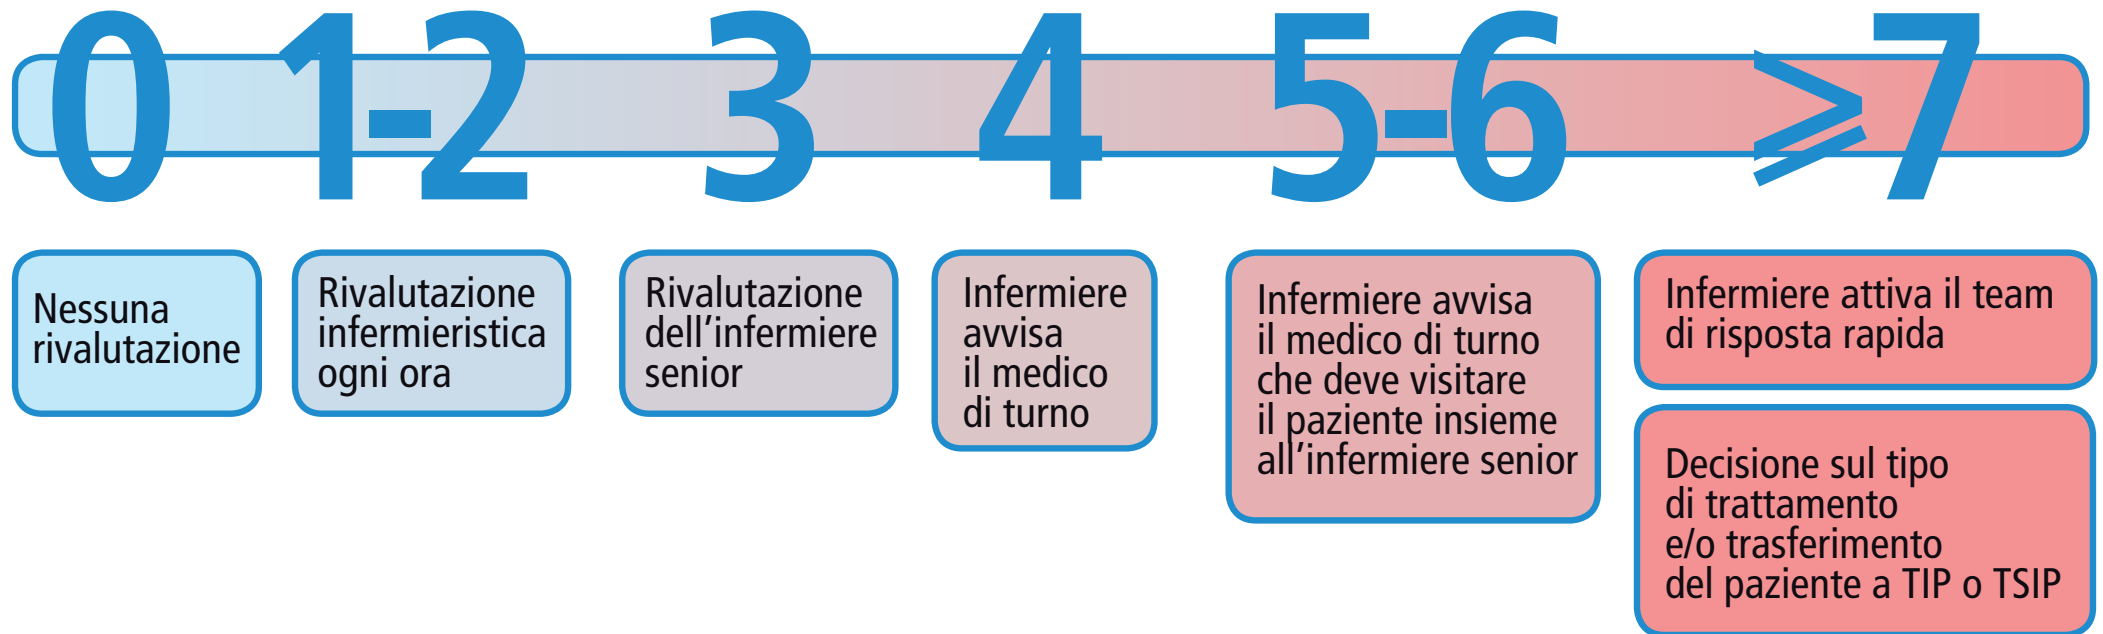 0 1-2 3 4 5-6 ⩾7
Nessuna
rivalutazione
Rivalutazione
infermieristica
ogni ora
Rivalutazione
dell’infermiere
senior
Infermiere
avvisa
il medico
di turno
Infermiere avvisa
il medico di turno
che deve visitare
il paziente insieme
all’infermiere senior
Infermiere attiva il team
di risposta rapida
Decisione sul tipo
di trattamento
e/o trasferimento
del paziente a TIP o TSIP